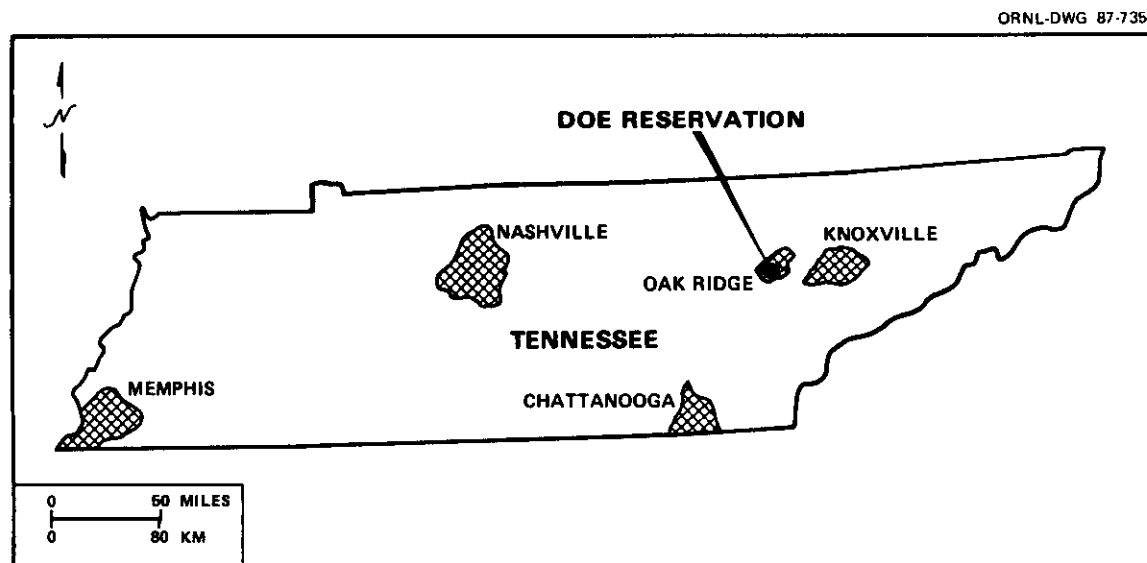 ORNL-DWG 87-735
N
DOE RESERVATION
NASHVILLE
KNOXVILLE
OAK RIDGE
TENNESSEE
MEMPHIS
CHATTANOOGA
0 50 MILES
0 80 KM